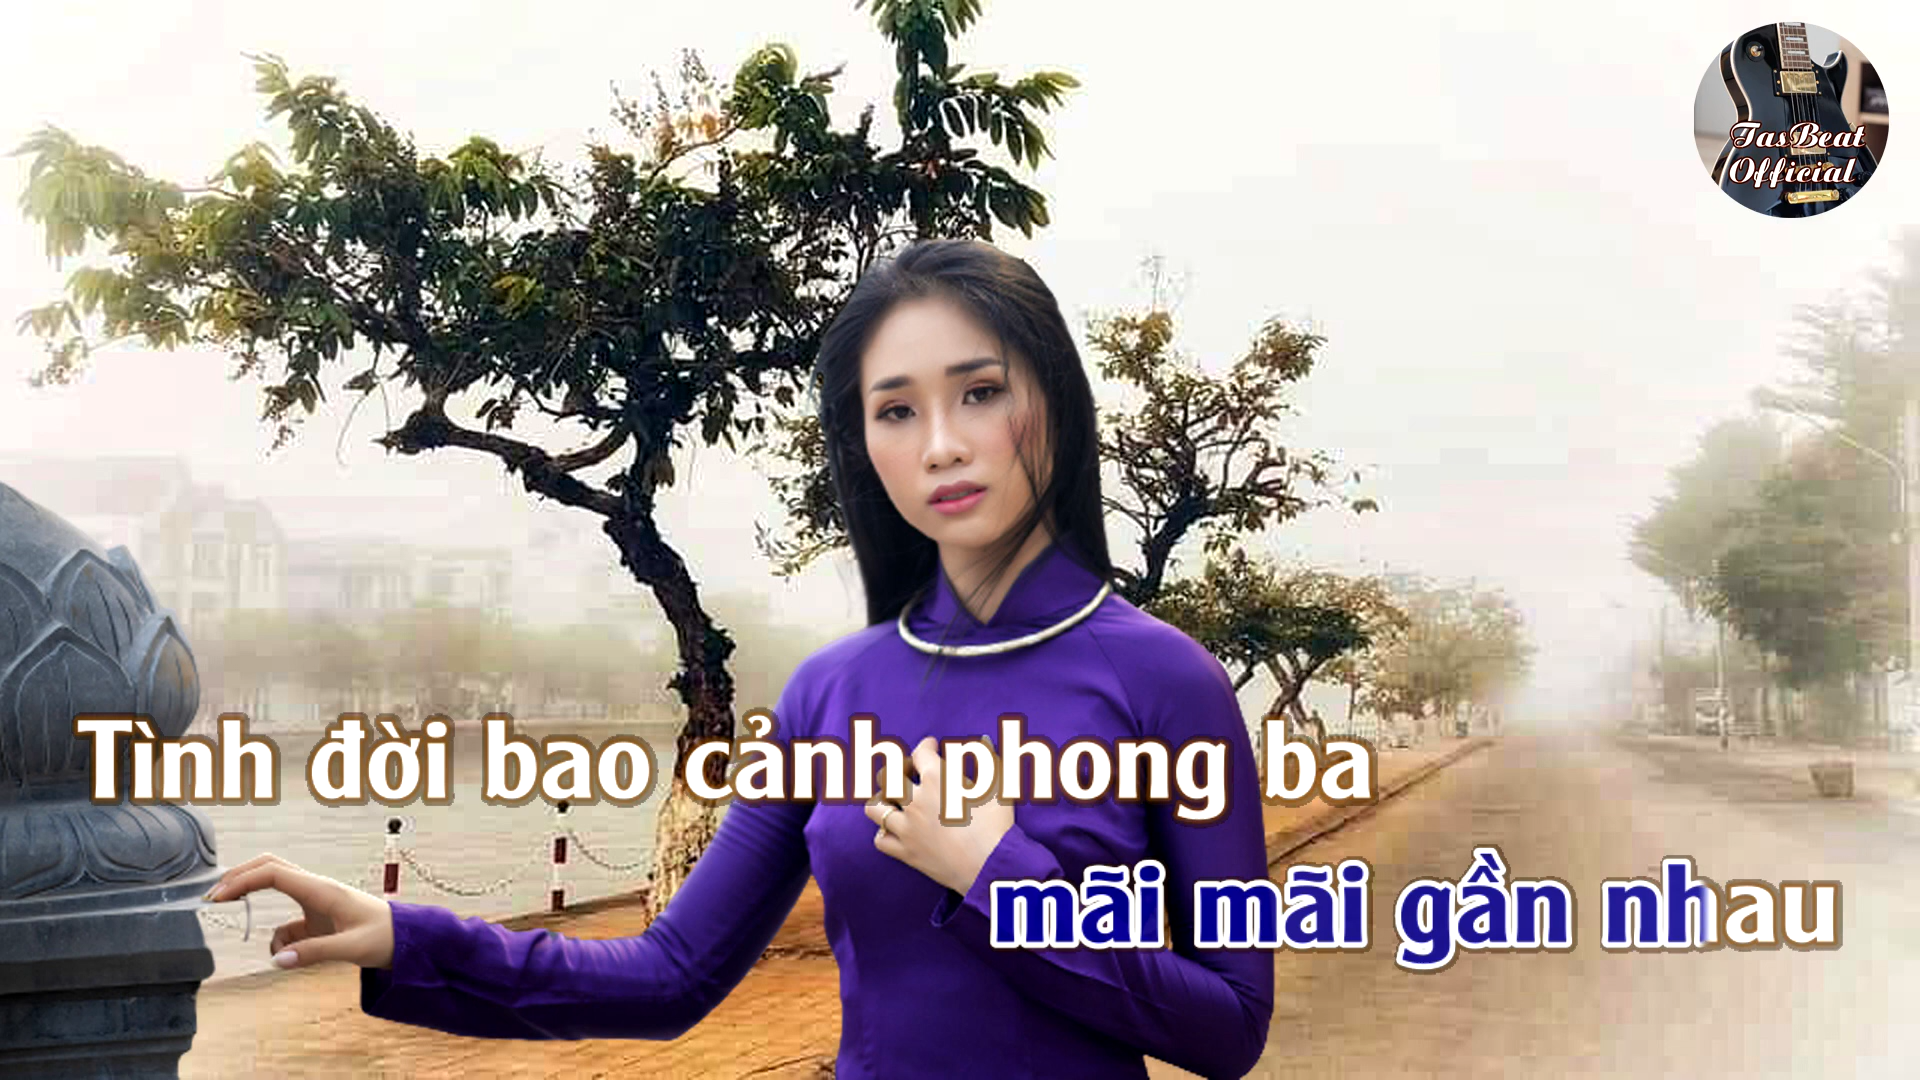 TasBeat
Official
Tình đời bao cảnh phong ba
mãi mãi gần nhau